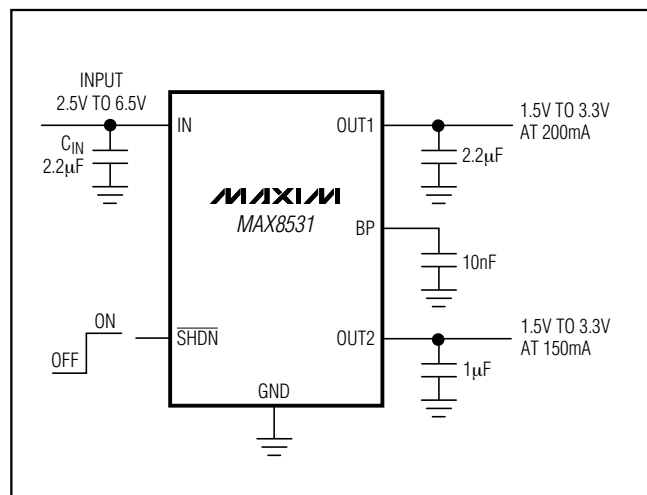 INPUT
2.5V TO 6.5V
C_IN
2.2µF
IN
OUT1
1.5V TO 3.3V
AT 200mA
2.2µF
MAXIM
MAX8531
BP
10nF
ON
OFF
SHDN
OUT2
1.5V TO 3.3V
AT 150mA
1µF
GND